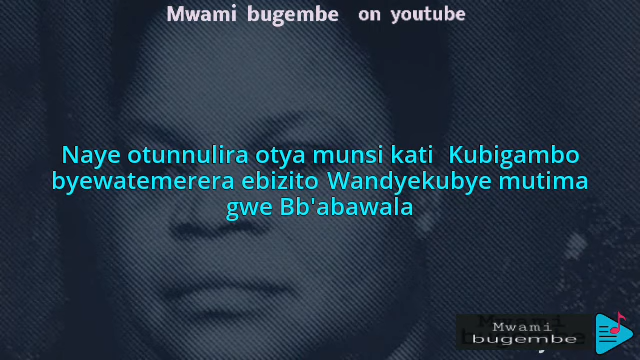 Mwami bugembe on youtube
Naye otunnulira otya munsi kati Kubigambo
byewatemerera ebizito Wandyekubye mutima
gwe Bb'abawala
Mwami
bugembe